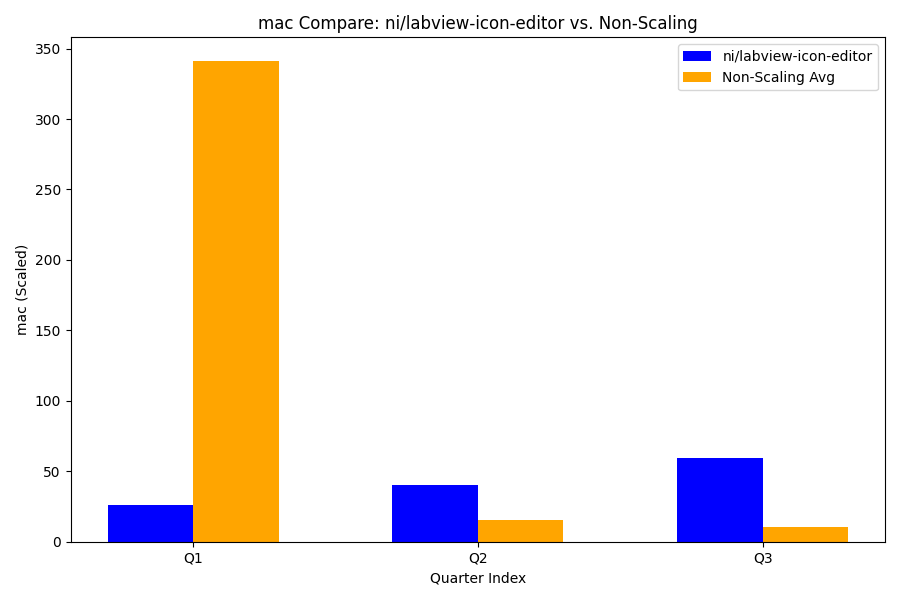 mac Compare: ni/labview-icon-editor vs. Non-Scaling
ni/labview-icon-editor
Non-Scaling Avg
mac (Scaled)
350
300
250
200
150
100
50
0
Q1 Q2 Q3
Quarter Index